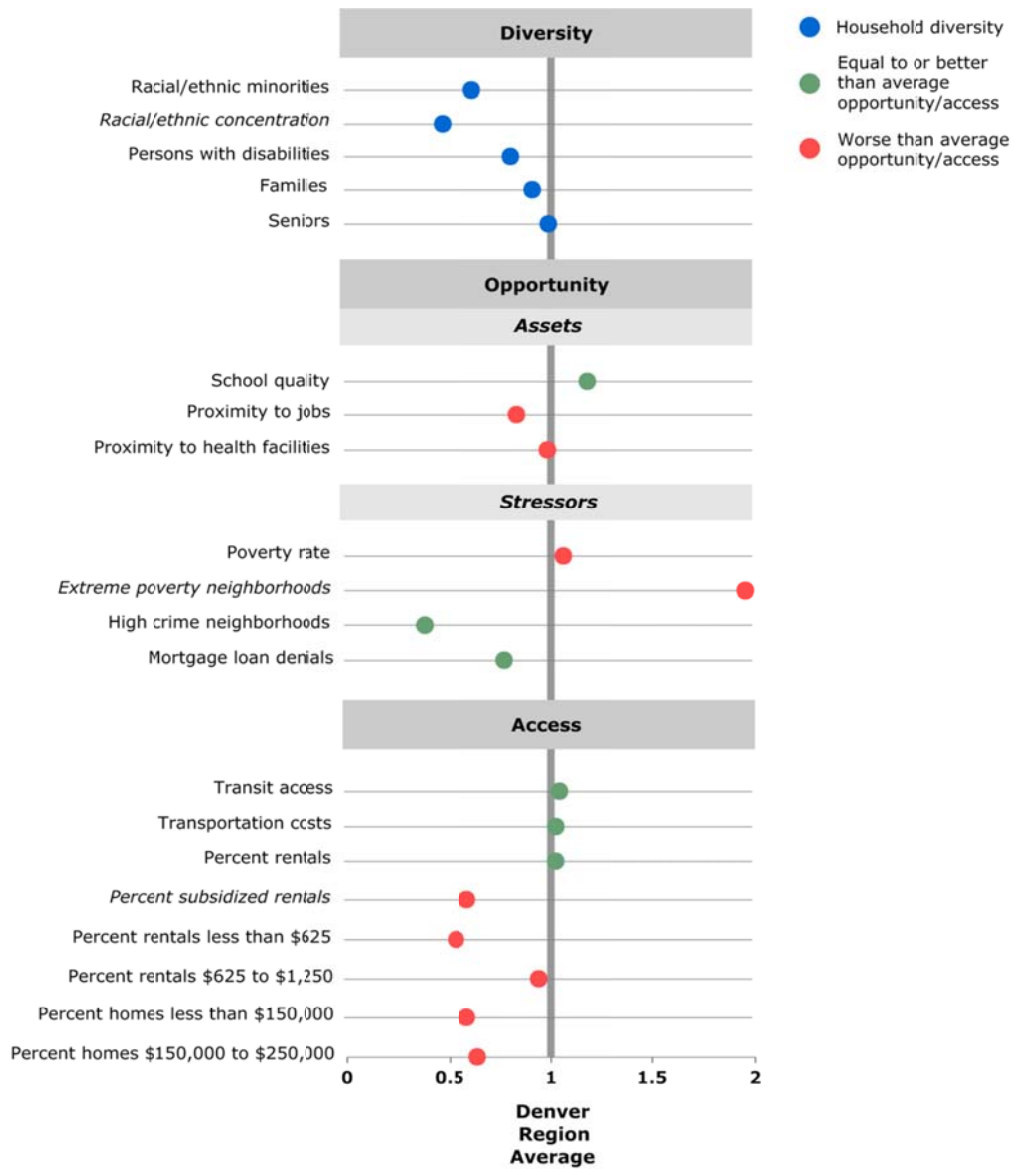 Diversity
Household diversity
Equal to or better
than average
opportunity/access
Worse than average
opportunity/access
Racial/ethnic minorities
Racial/ethnic concentration
Persons with disabilities
Families
Seniors
Opportunity
Assets
School quality
Proximity to jobs
Proximity to health facilities
Stressors
Poverty rate
Extreme poverty neighborhoods
High crime neighborhoods
Mortgage loan denials
Access
Transit access
Transportation costs
Percent rentals
Percent subsidized rentals
Percent rentals less than $625
Percent rentals $625 to $1,250
Percent homes less than $150,000
Percent homes $150,000 to $250,000
0 0.5 1 1.5 2
Denver
Region
Average